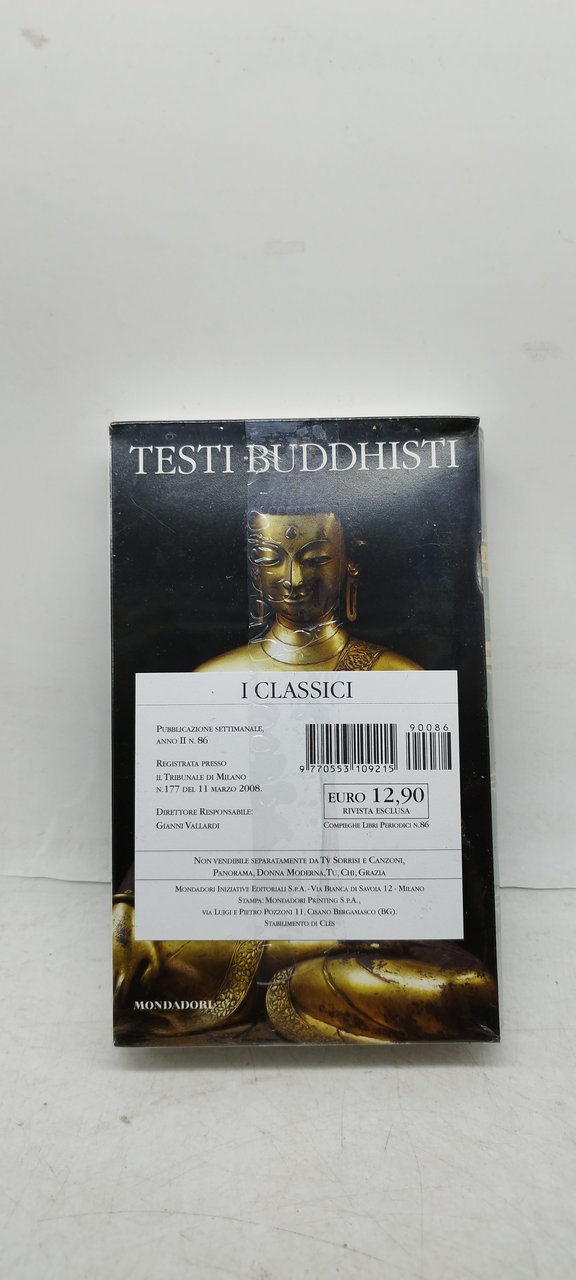 TESTI BUDDHISTI
I CLASSICI
PUBBLICAZIONE SETTIMANALE,
ANNO II N. 86
REGISTRATA PRESSO
IL TRIBUNALE DI MILANO
N.177 DEL 11 MARZO 2008.
DIRETTORE RESPONSABILE:
GIANNI VALLARDI
90086
9 770553 109215
EURO 12,90
RIVISTA ESCLUSA
COMPIEGHE LIBRI PERIODICI N.86
NON VENDIBILE SEPARATAMENTE DA TV SORRISI E CANZONI,
PANORAMA, DONNA MODERNA, TU, CHI, GRAZIA
MONDADORI INIZIATIVE EDITORIALI S.P.A. - VIA BIANCA DI SAVOIA 12 - MILANO
STAMPA: MONDADORI PRINTING S.P.A.,
VIA LUIGI E PIETRO POZZONI 11, CISANO BERGAMASCO (BG).
STABILIMENTO DI CLÈS
MONDADORI